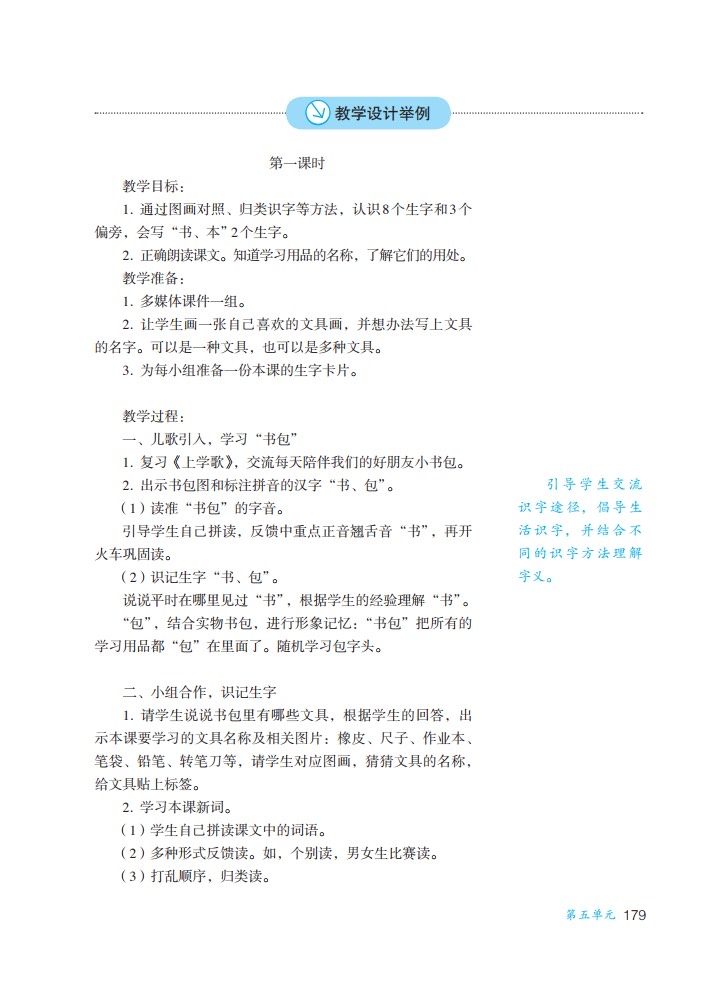 教学设计举例
第一课时
教学目标：
1. 通过图画对照、归类识字等方法，认识8个生字和3个
偏旁，会写“书、本”2个生字。
2. 正确朗读课文。知道学习用品的名称，了解它们的用处。
教学准备：
1. 多媒体课件一组。
2. 让学生画一张自己喜欢的文具画，并想办法写上文具
的名字。可以是一种文具，也可以是多种文具。
3. 为每小组准备一份本课的生字卡片。
教学过程：
一、儿歌引入，学习“书包”
1. 复习《上学歌》，交流每天陪伴我们的好朋友小书包。
2. 出示书包图和标注拼音的汉字“书、包”。
（1）读准“书包”的字音。
引导学生自己拼读，反馈中重点正音翘舌音“书”，再开
火车巩固读。
（2）识记生字“书、包”。
说说平时在哪里见过“书”，根据学生的经验理解“书”。
“包”，结合实物书包，进行形象记忆：“书包”把所有的
学习用品都“包”在里面了。随机学习包字头。
引导学生交流
识字途径，倡导生
活识字，并结合不
同的识字方法理解
字义。
二、小组合作，识记生字
1. 请学生说说书包里有哪些文具，根据学生的回答，出
示本课要学习的文具名称及相关图片：橡皮、尺子、作业本、
笔袋、铅笔、转笔刀等，请学生对应图画，猜猜文具的名称，
给文具贴上标签。
2. 学习本课新词。
（1）学生自己拼读课文中的词语。
（2）多种形式反馈读。如，个别读，男女生比赛读。
（3）打乱顺序，归类读。
第五单元 179